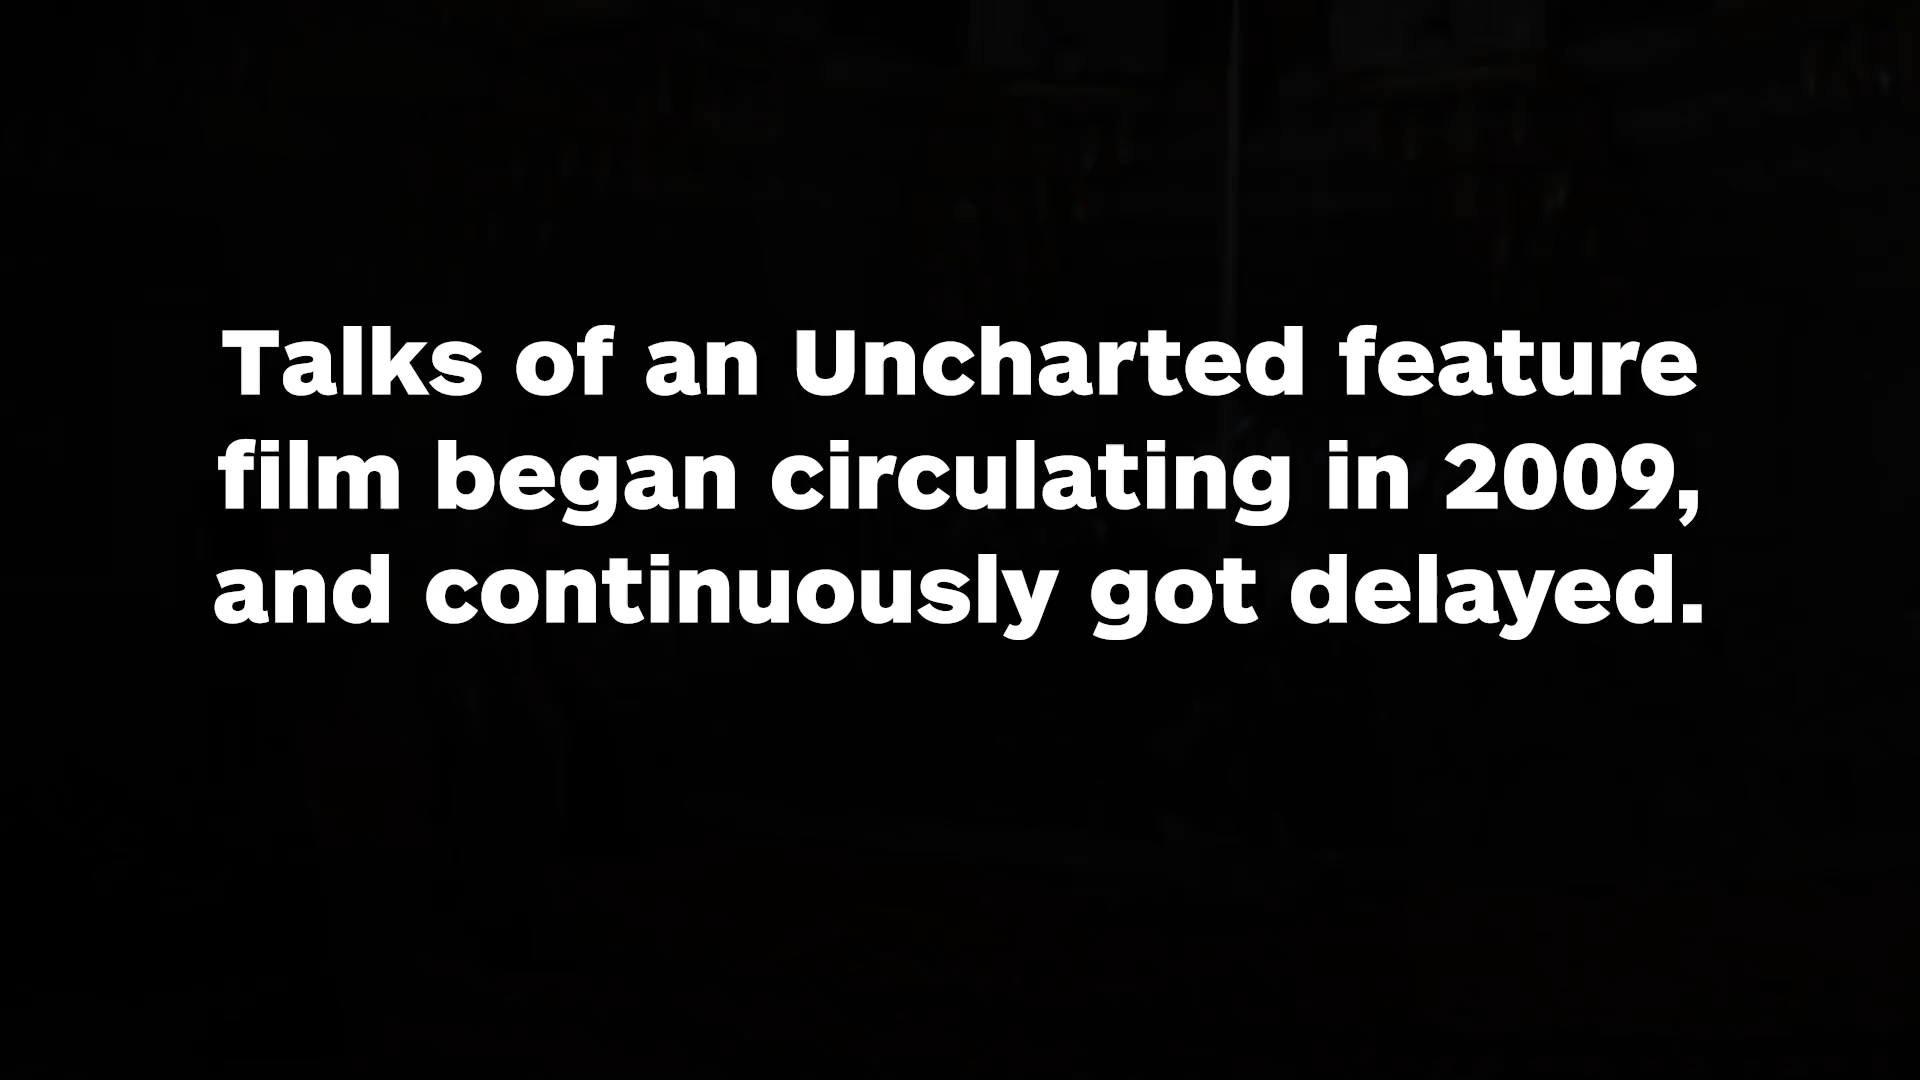 Talks of an Uncharted feature
film began circulating in 2009,
and continuously got delayed.